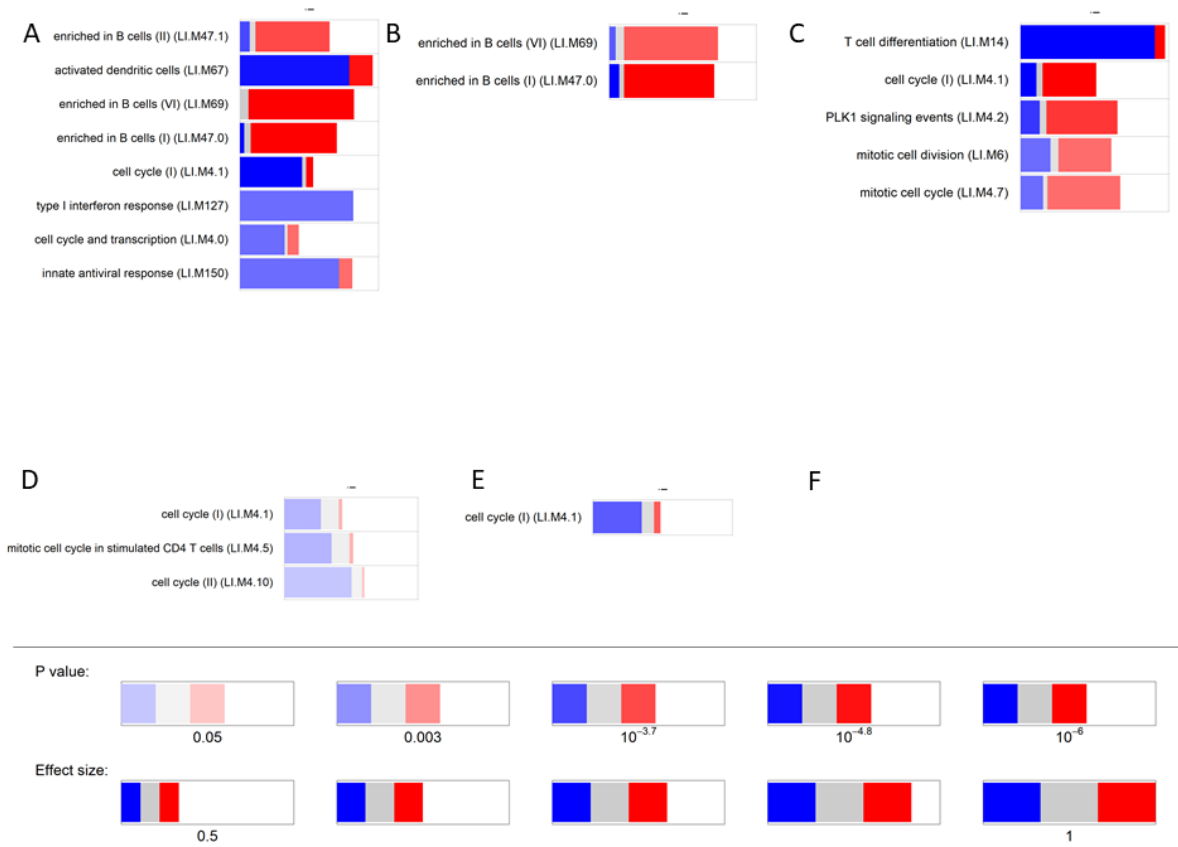 A
enriched in B cells (II) (LI.M47.1)
activated dendritic cells (LI.M67)
enriched in B cells (VI) (LI.M69)
enriched in B cells (I) (LI.M47.0)
cell cycle (I) (LI.M4.1)
type I interferon response (LI.M127)
cell cycle and transcription (LI.M4.0)
innate antiviral response (LI.M150)
B
enriched in B cells (VI) (LI.M69)
enriched in B cells (I) (LI.M47.0)
C
T cell differentiation (LI.M14)
cell cycle (I) (LI.M4.1)
PLK1 signaling events (LI.M4.2)
mitotic cell division (LI.M6)
mitotic cell cycle (LI.M4.7)
D
cell cycle (I) (LI.M4.1)
mitotic cell cycle in stimulated CD4 T cells (LI.M4.5)
cell cycle (II) (LI.M4.10)
E
cell cycle (I) (LI.M4.1)
F
P value:
0.05 0.003 10⁻³·⁷ 10⁻⁴·⁸ 10⁻⁶
Effect size:
0.5 1